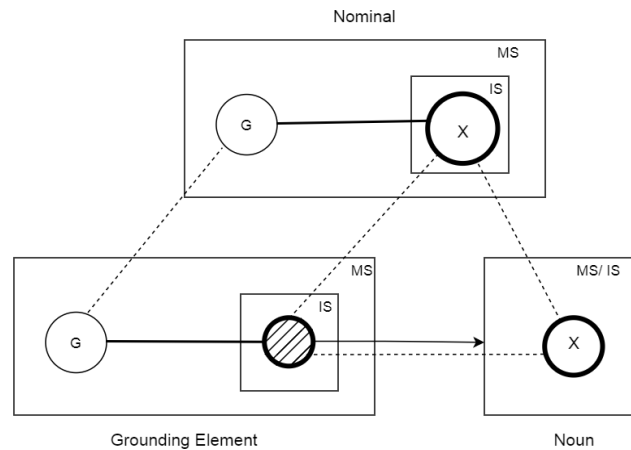 Nominal
MS
IS
G
X
MS
MS/ IS
IS
G
X
Grounding Element
Noun